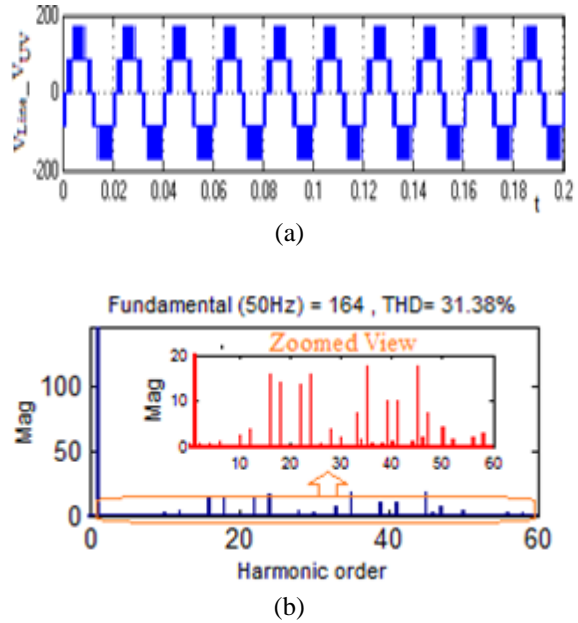 200
0
-200
V_Line_ V_UV
0 0.02 0.04 0.06 0.08 0.1 0.12 0.14 0.16 0.18 0.2
t
(a)
Fundamental (50Hz) = 164 , THD= 31.38%
Zoomed View
20
10
0
Mag
10 20 30 40 50 60
100
50
0
Mag
0 20 40 60
Harmonic order
(b)